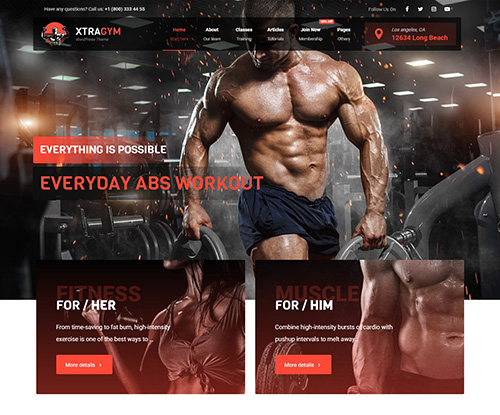 Have any questions? Call us: +1 (800) 333 44 55
Follow Us On
XTRAGYM
WordPress Theme
Home
Start here
About
Our team
Classes
Training
Articles
Tutorials
Join Now
Membership
50% OFF
Pages
Others
Los angeles, CA
12634 Long Beach
EVERYTHING IS POSSIBLE
EVERYDAY ABS WORKOUT
FITNESS
FOR / HER
From time-saving to fat burn, high-intensity
exercise is one of the best ways to ...
More details
MUSCLE
FOR / HIM
Combine high-intensity bursts of cardio with
pushup intervals to melt away...
More details